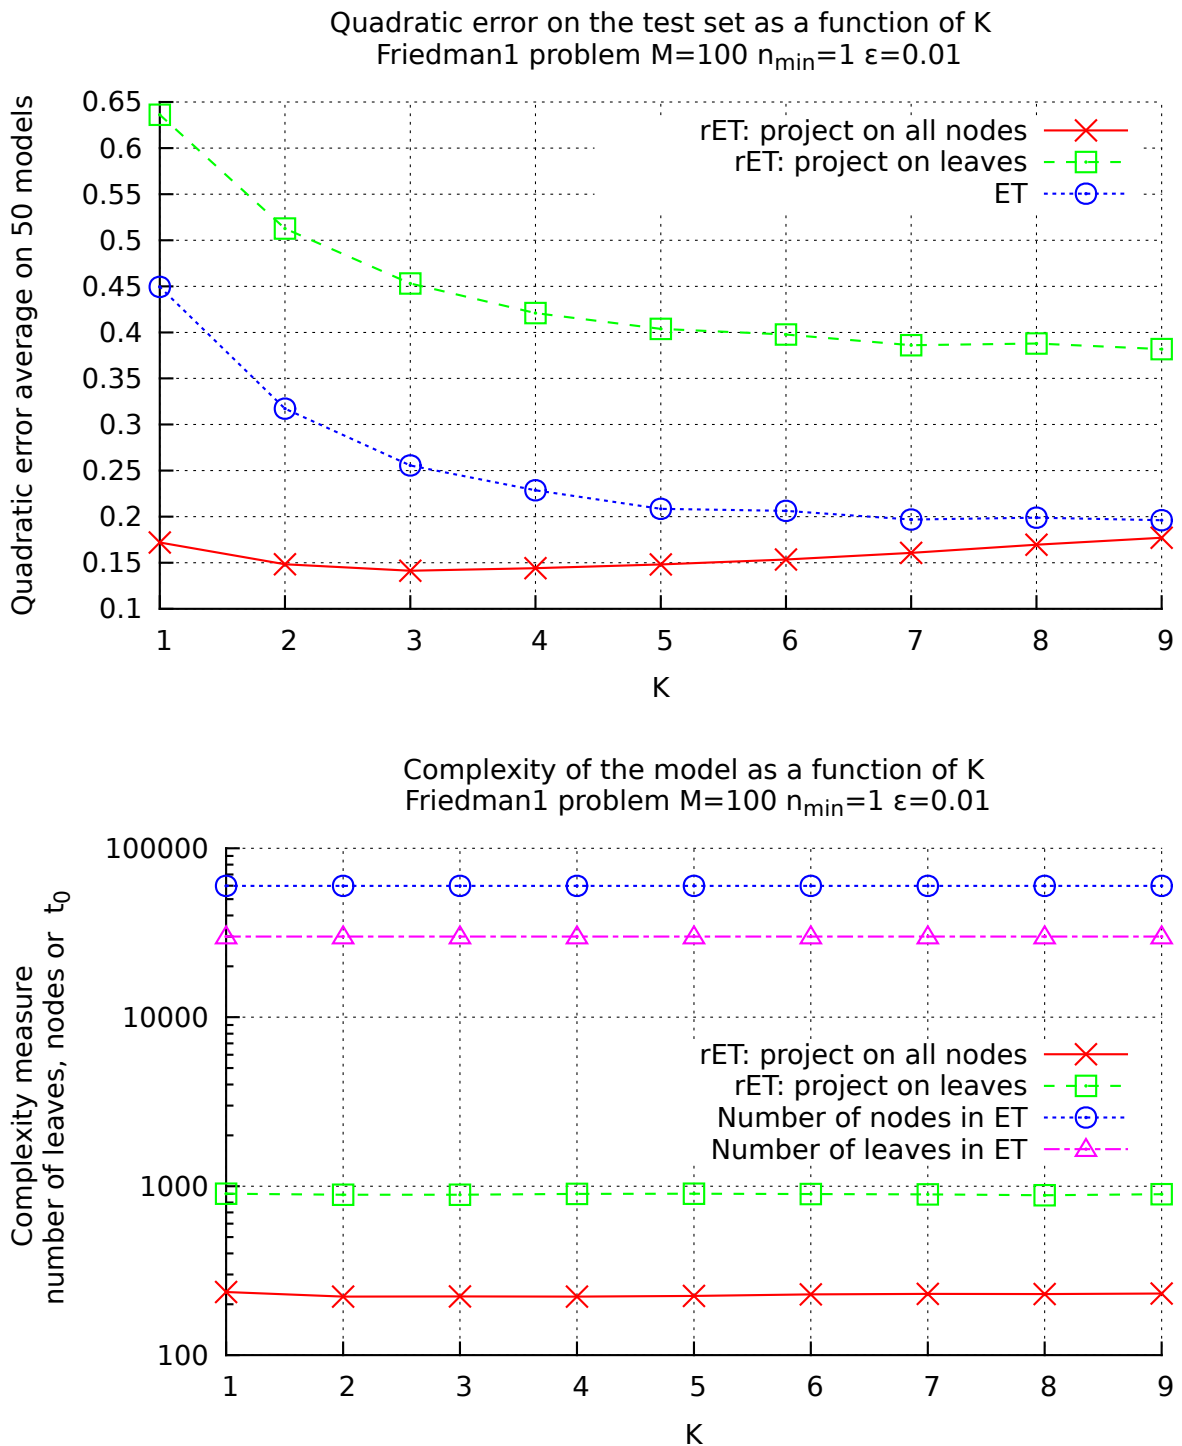 Quadratic error on the test set as a function of K
Friedman1 problem M=100 nmin=1 ε=0.01
Quadratic error average on 50 models
0.65
0.6
0.55
0.5
0.45
0.4
0.35
0.3
0.25
0.2
0.15
0.1
rET: project on all nodes
rET: project on leaves
ET
1 2 3 4 5 6 7 8 9
K
Complexity of the model as a function of K
Friedman1 problem M=100 nmin=1 ε=0.01
Complexity measure
number of leaves, nodes or t0
100000
10000
1000
100
rET: project on all nodes
rET: project on leaves
Number of nodes in ET
Number of leaves in ET
1 2 3 4 5 6 7 8 9
K